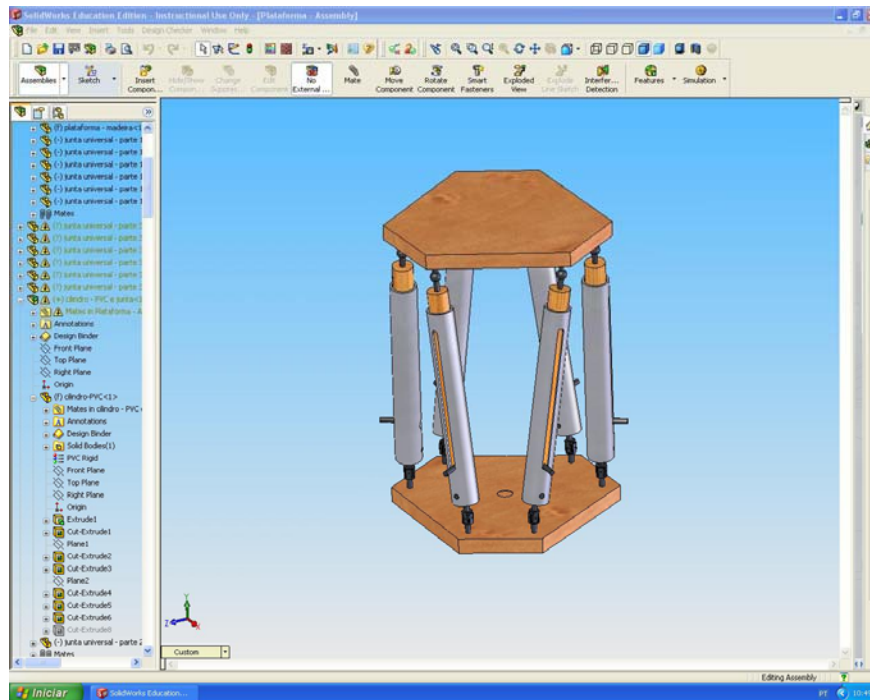 SolidWorks Education Edition - Instructional Use Only - [Plataforma - Assembly]
File Edit View Insert Tools Design Checker Window Help
Assemblies
Sketch
Insert Compon...
Hide/Show Compon...
Change Suppres...
Edit Component
No External ...
Mate
Move Component
Rotate Component
Smart Fasteners
Exploded View
Explode Line Sketch
Interfer... Detection
Features
Simulation
(f) plataforma - madeira<1
(-) junta universal - parte 1
(-) junta universal - parte 1
(-) junta universal - parte 1
(-) junta universal - parte 1
(-) junta universal - parte 1
(-) junta universal - parte 1
Mates
junta universal - parte
junta universal - parte
junta universal - parte
junta universal - parte
junta universal - parte
junta universal - parte
(+) cilindro - PVC e junta<1
Mates in Plataforma - A
Annotations
Design Binder
Front Plane
Top Plane
Right Plane
Origin
(f) cilindro-PVC<1>
Mates in cilindro - PVC
Annotations
Design Binder
Solid Bodies(1)
PVC Rigid
Front Plane
Top Plane
Right Plane
Origin
Extrude1
Cut-Extrude1
Plane1
Cut-Extrude2
Cut-Extrude3
Plane2
Cut-Extrude4
Cut-Extrude5
Cut-Extrude6
Cut-Extrude8
(-) junta universal - parte 2
Mates
Y
Z
X
Custom
Editing Assembly
Iniciar
SolidWorks Education...
PT